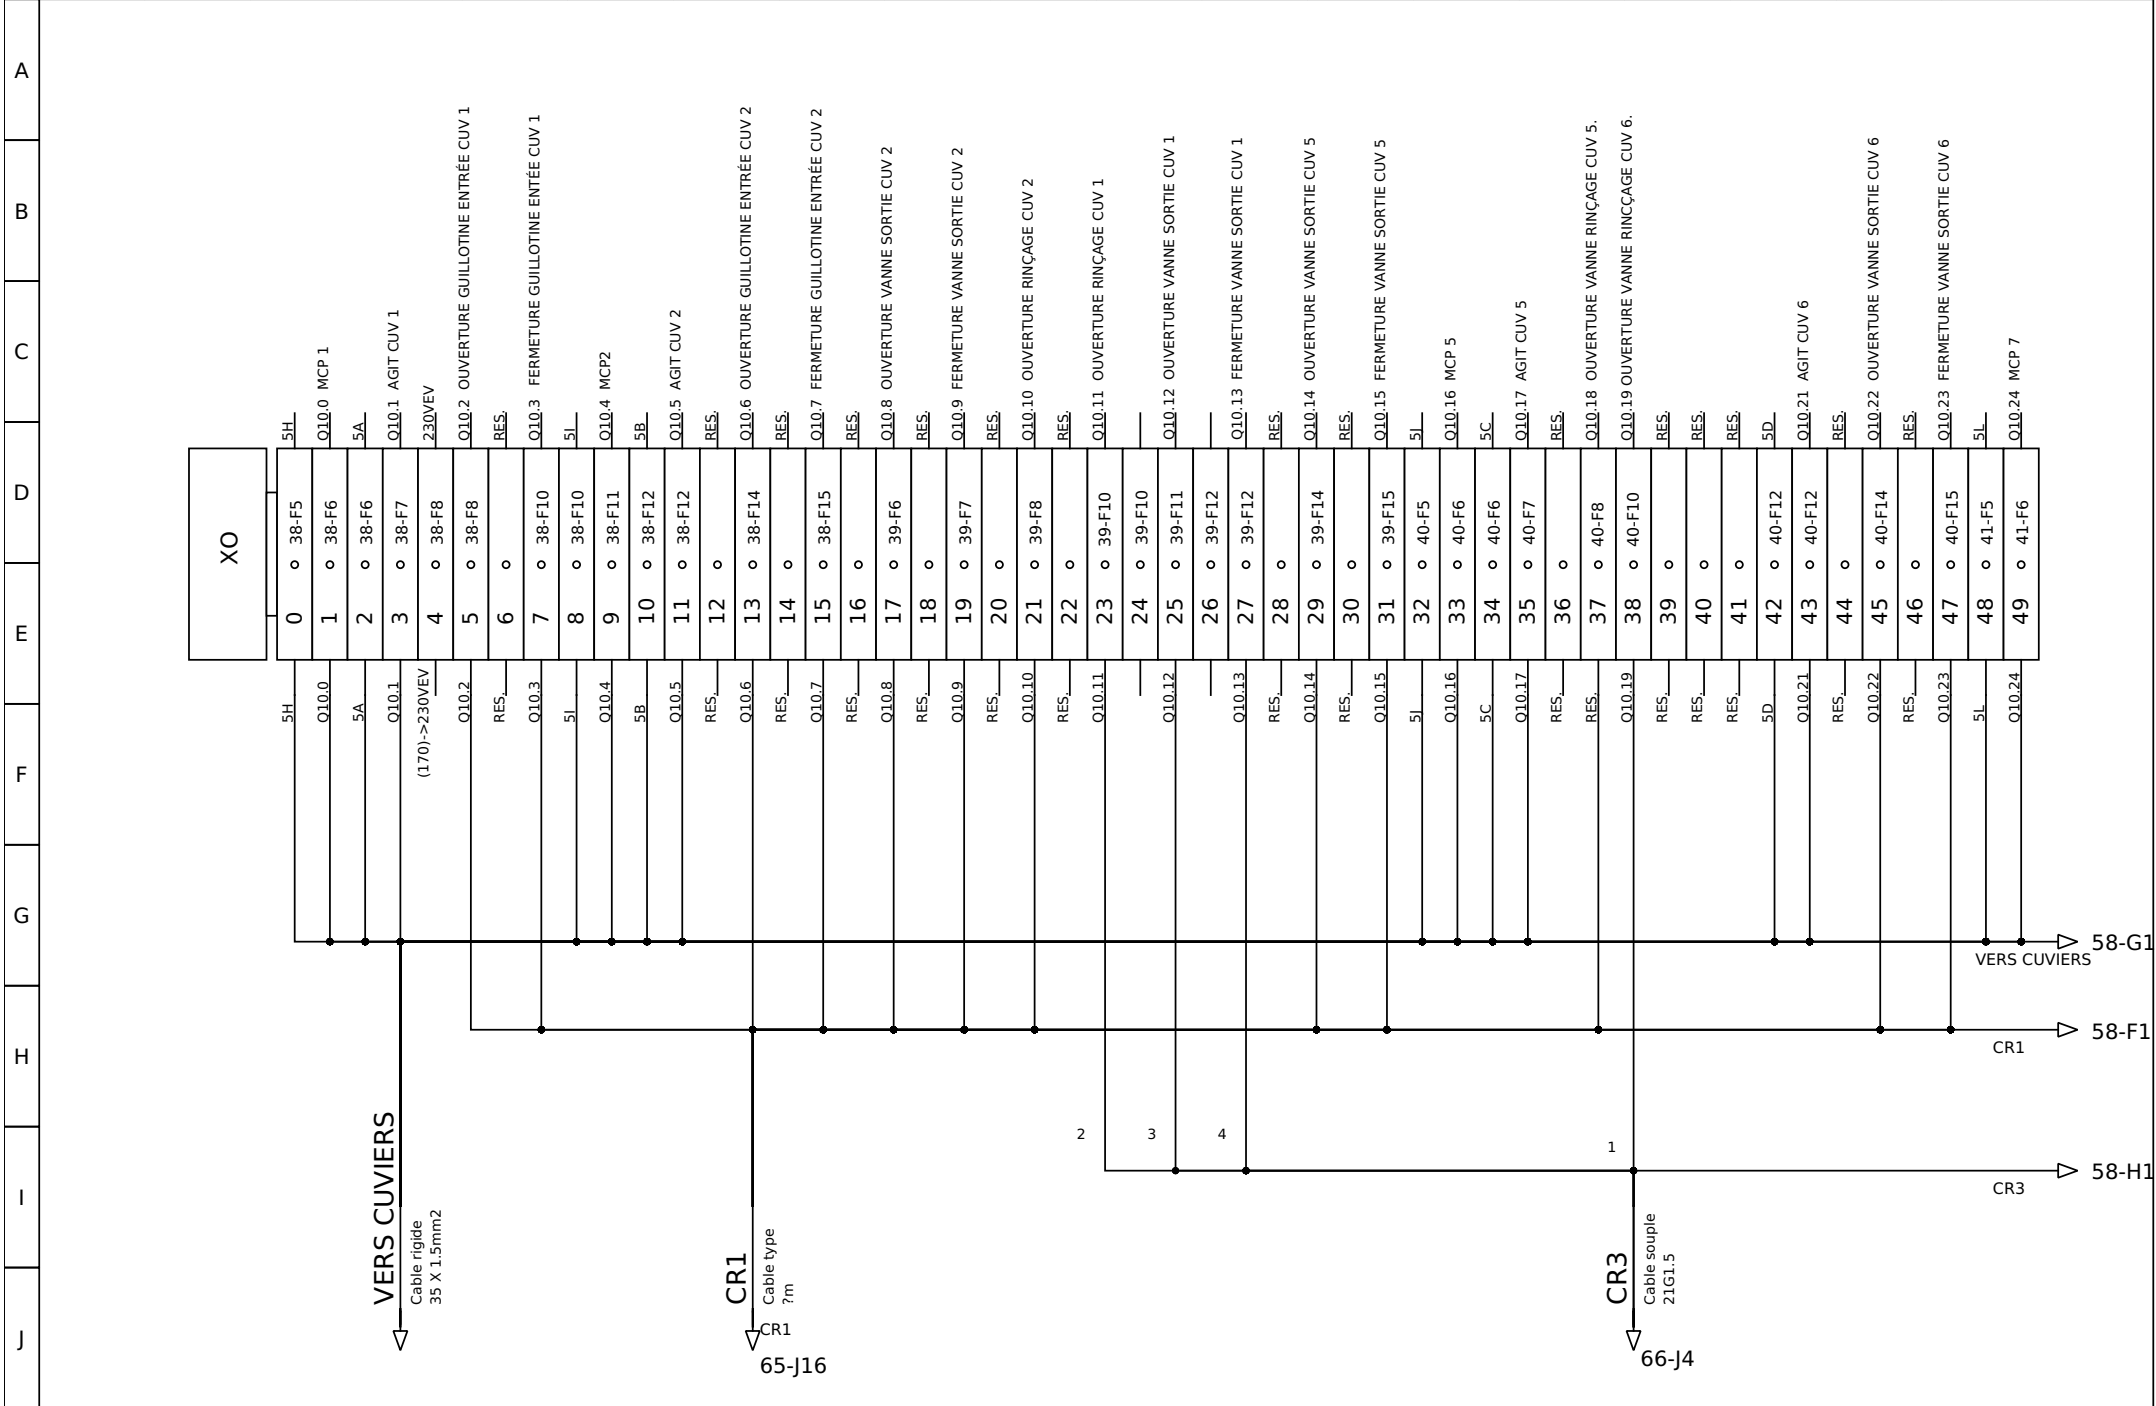 A
B
C
D
E
F
G
H
I
J
XO
5H
Q10.0 MCP 1
5A
Q10.1 AGIT CUV 1
230VEV
Q10.2 OUVERTURE GUILLOTINE ENTRÉE CUV 1
RES.
Q10.3 FERMETURE GUILLOTINE ENTÉE CUV 1
5I
Q10.4 MCP2
5B
Q10.5 AGIT CUV 2
RES.
Q10.6 OUVERTURE GUILLOTINE ENTRÉE CUV 2
RES.
Q10.7 FERMETURE GUILLOTINE ENTRÉE CUV 2
RES.
Q10.8 OUVERTURE VANNE SORTIE CUV 2
RES.
Q10.9 FERMETURE VANNE SORTIE CUV 2
RES.
Q10.10 OUVERTURE RINÇAGE CUV 2
RES.
Q10.11 OUVERTURE RINÇAGE CUV 1
Q10.12 OUVERTURE VANNE SORTIE CUV 1
Q10.13 FERMETURE VANNE SORTIE CUV 1
RES.
Q10.14 OUVERTURE VANNE SORTIE CUV 5
RES.
Q10.15 FERMETURE VANNE SORTIE CUV 5
5J
Q10.16 MCP 5
5C
Q10.17 AGIT CUV 5
RES.
Q10.18 OUVERTURE VANNE RINÇAGE CUV 5.
Q10.19 OUVERTURE VANNE RINCÇAGE CUV 6.
RES.
RES.
RES.
5D
Q10.21 AGIT CUV 6
RES.
Q10.22 OUVERTURE VANNE SORTIE CUV 6
RES.
Q10.23 FERMETURE VANNE SORTIE CUV 6
5L
Q10.24 MCP 7
0 38-F5
1 38-F6
2 38-F6
3 38-F7
4 38-F8
5 38-F8
6
7 38-F10
8 38-F10
9 38-F11
10 38-F12
11 38-F12
12
13 38-F14
14
15 38-F15
16
17 39-F6
18
19 39-F7
20
21 39-F8
22
23 39-F10
24 39-F10
25 39-F11
26 39-F12
27 39-F12
28
29 39-F14
30
31 39-F15
32 40-F5
33 40-F6
34 40-F6
35 40-F7
36
37 40-F8
38 40-F10
39
40
41
42 40-F12
43 40-F12
44
45 40-F14
46
47 40-F15
48 41-F5
49 41-F6
5H
Q10.0
5A
Q10.1
(170)->230VEV
Q10.2
RES.
Q10.3
5I
Q10.4
5B
Q10.5
RES.
Q10.6
RES.
Q10.7
RES.
Q10.8
RES.
Q10.9
RES.
Q10.10
RES.
Q10.11
Q10.12
Q10.13
RES.
Q10.14
RES.
Q10.15
5J
Q10.16
5C
Q10.17
RES.
RES.
Q10.19
RES.
RES.
RES.
5D
Q10.21
RES.
Q10.22
RES.
Q10.23
5L
Q10.24
58-G1
VERS CUVIERS
58-F1
CR1
2
3
4
1
58-H1
CR3
VERS CUVIERS
Cable rigide
35 X 1.5mm2
CR1
Cable type
?m
CR1
65-J16
CR3
Cable souple
21G1.5
66-J4